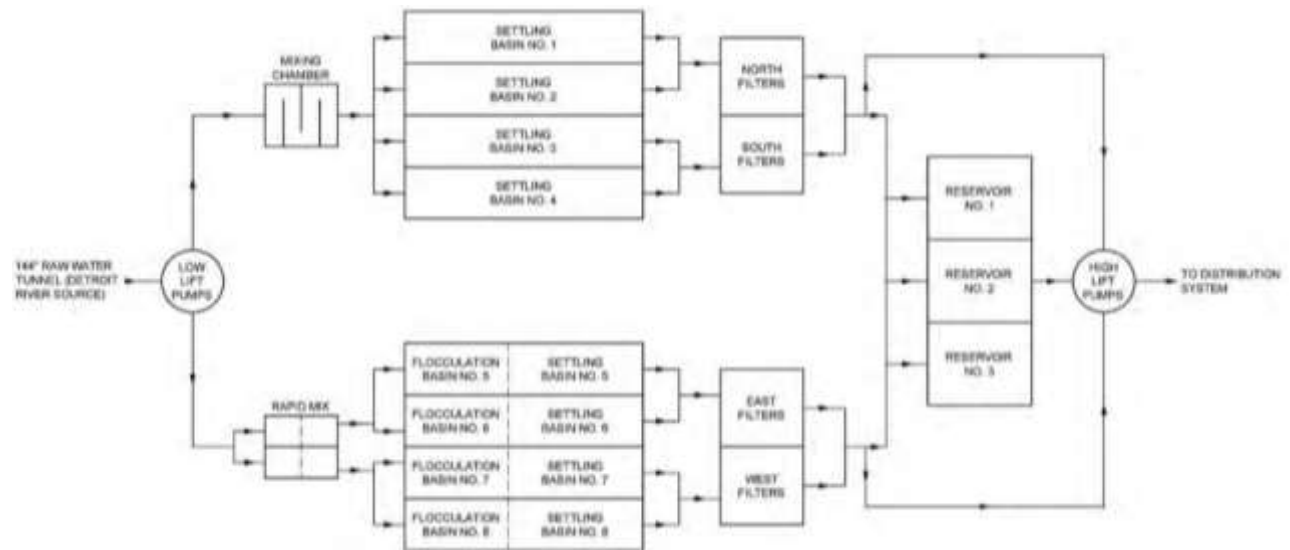 MIXING
CHAMBER
SETTLING
BASIN NO. 1
SETTLING
BASIN NO. 2
SETTLING
BASIN NO. 3
SETTLING
BASIN NO. 4
NORTH
FILTERS
SOUTH
FILTERS
RESERVOIR
NO. 1
RESERVOIR
NO. 2
RESERVOIR
NO. 3
144" RAW WATER
TUNNEL (DETROIT
RIVER SOURCE)
LOW
LIFT
PUMPS
HIGH
LIFT
PUMPS
TO DISTRIBUTION
SYSTEM
RAPID MIX
FLOCCULATION
BASIN NO. 5
SETTLING
BASIN NO. 5
FLOCCULATION
BASIN NO. 6
SETTLING
BASIN NO. 6
FLOCCULATION
BASIN NO. 7
SETTLING
BASIN NO. 7
FLOCCULATION
BASIN NO. 8
SETTLING
BASIN NO. 8
EAST
FILTERS
WEST
FILTERS